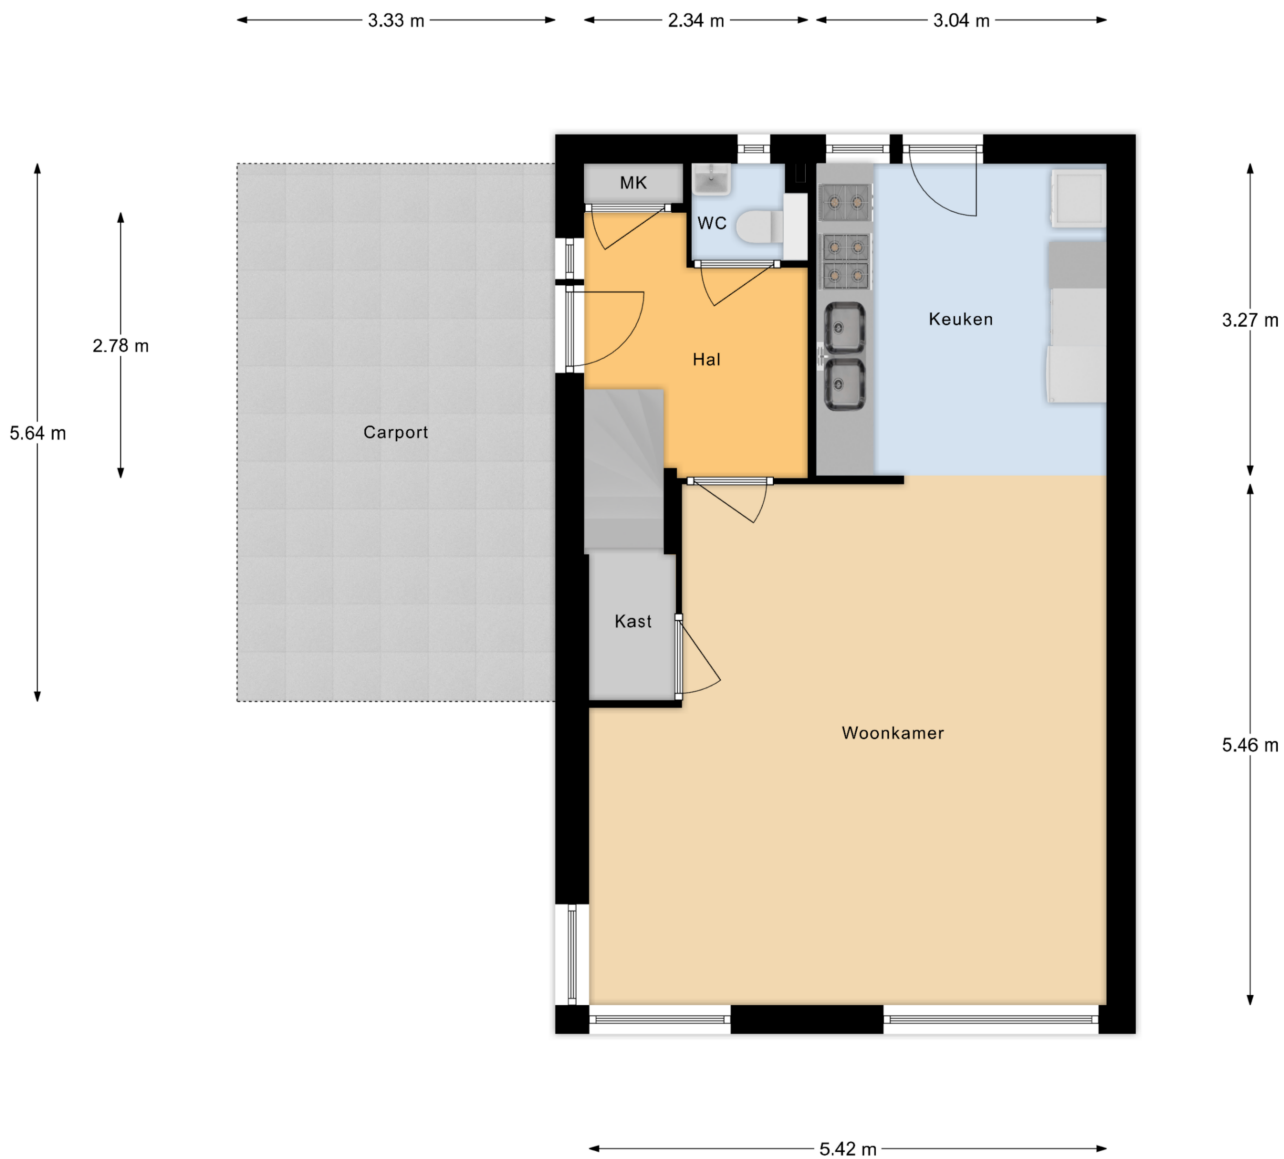 3.33 m
2.34 m
3.04 m
MK
WC
Keuken
3.27 m
2.78 m
Hal
5.64 m
Carport
Kast
Woonkamer
5.46 m
5.42 m